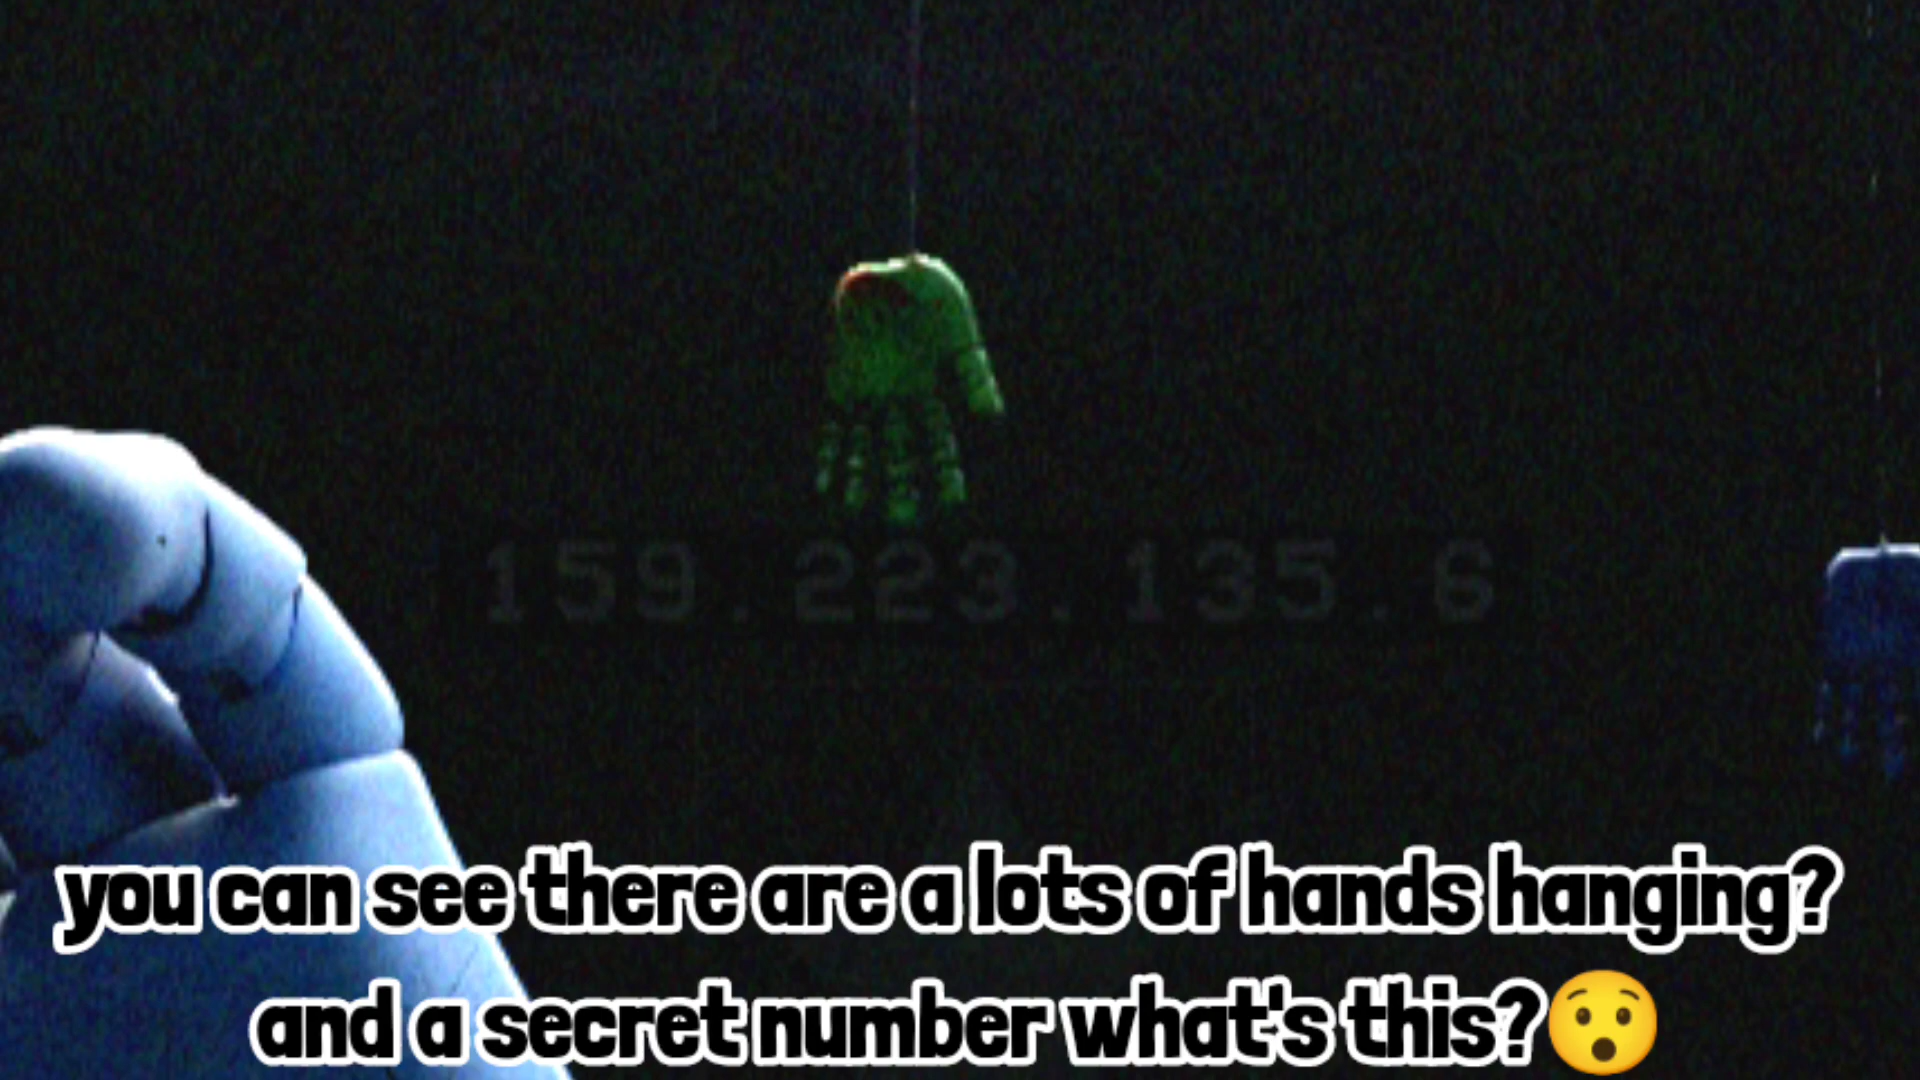 159.223.135.6
you can see there are a lots of hands hanging?
and a secret number what's this?😯